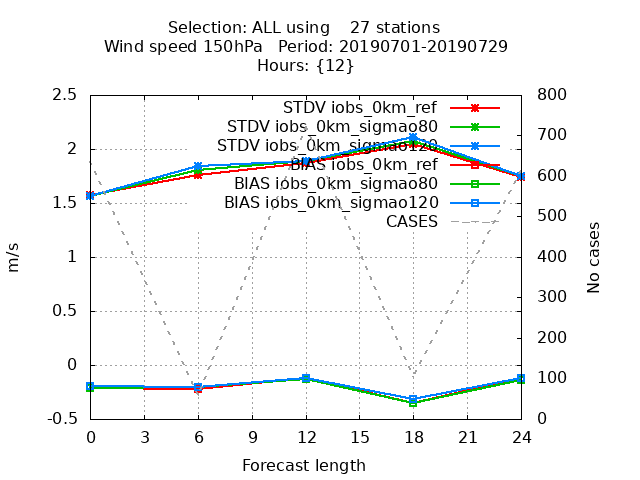 Selection: ALL using 27 stations
Wind speed 150hPa Period: 20190701-20190729
Hours: {12}
2.5
2
1.5
1
0.5
0
-0.5
m/s
STDV iobs_0km_ref
STDV iobs_0km_sigmao80
STDV iobs_0km_sigmao120
BIAS iobs_0km_ref
BIAS iobs_0km_sigmao80
BIAS iobs_0km_sigmao120
CASES
800
700
600
500
400
300
200
100
0
No cases
0 3 6 9 12 15 18 21 24
Forecast length